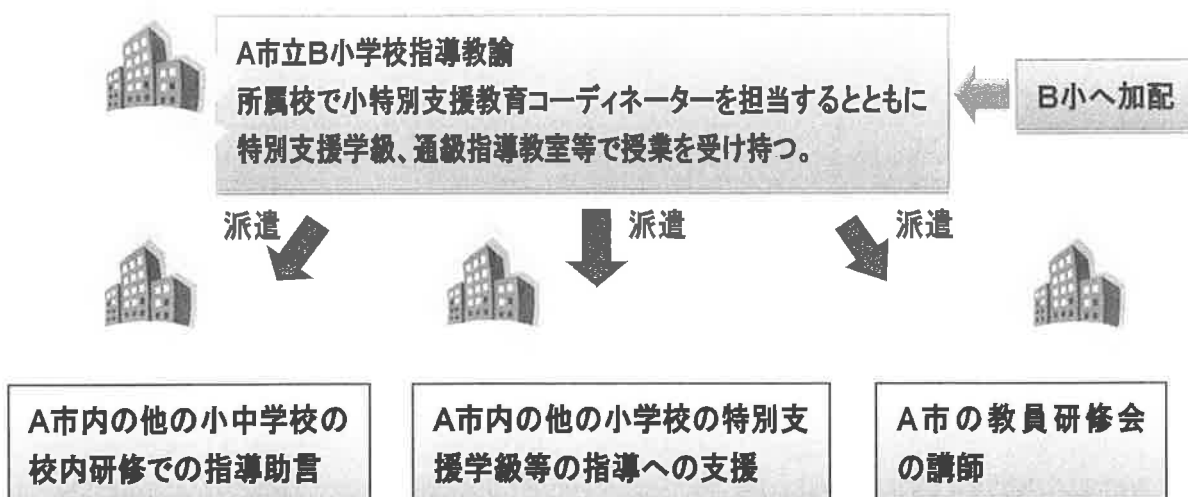 A市立B小学校指導教諭
所属校で小特別支援教育コーディネーターを担当するとともに
特別支援学級、通級指導教室等で授業を受け持つ。
B小へ加配
派遣
派遣
派遣
A市内の他の小中学校の
校内研修での指導助言
A市内の他の小学校の特別支
援学級等の指導への支援
A市の教員研修会
の講師